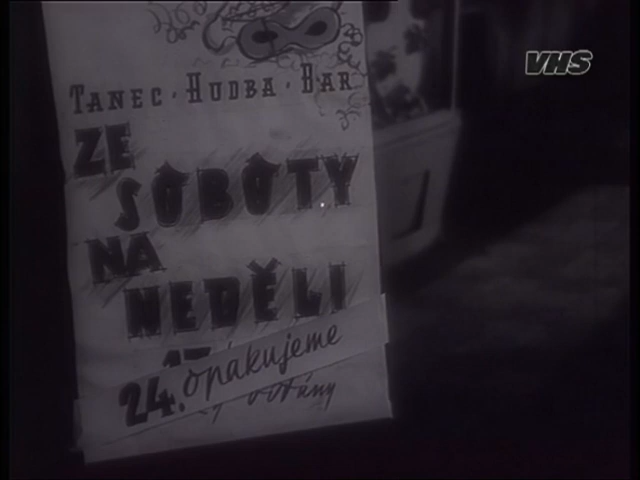 VHS
TANEC · HUDBA · BAR
ZE
SOBOTY
NA
NEDĚLI
24. opakujeme